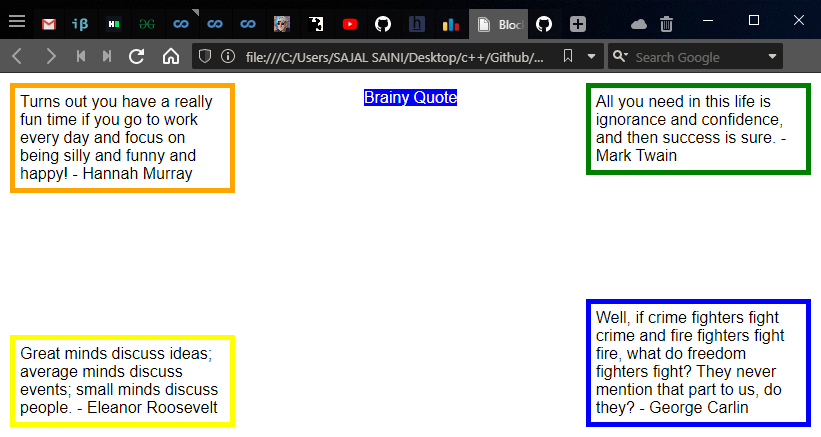 iβ
GG
Bloc
h
file:///C:/Users/SAJAL SAINI/Desktop/c++/Github/...
Search Google
Brainy Quote
Turns out you have a really
fun time if you go to work
every day and focus on
being silly and funny and
happy! - Hannah Murray
All you need in this life is
ignorance and confidence,
and then success is sure. -
Mark Twain
Great minds discuss ideas;
average minds discuss
events; small minds discuss
people. - Eleanor Roosevelt
Well, if crime fighters fight
crime and fire fighters fight
fire, what do freedom
fighters fight? They never
mention that part to us, do
they? - George Carlin